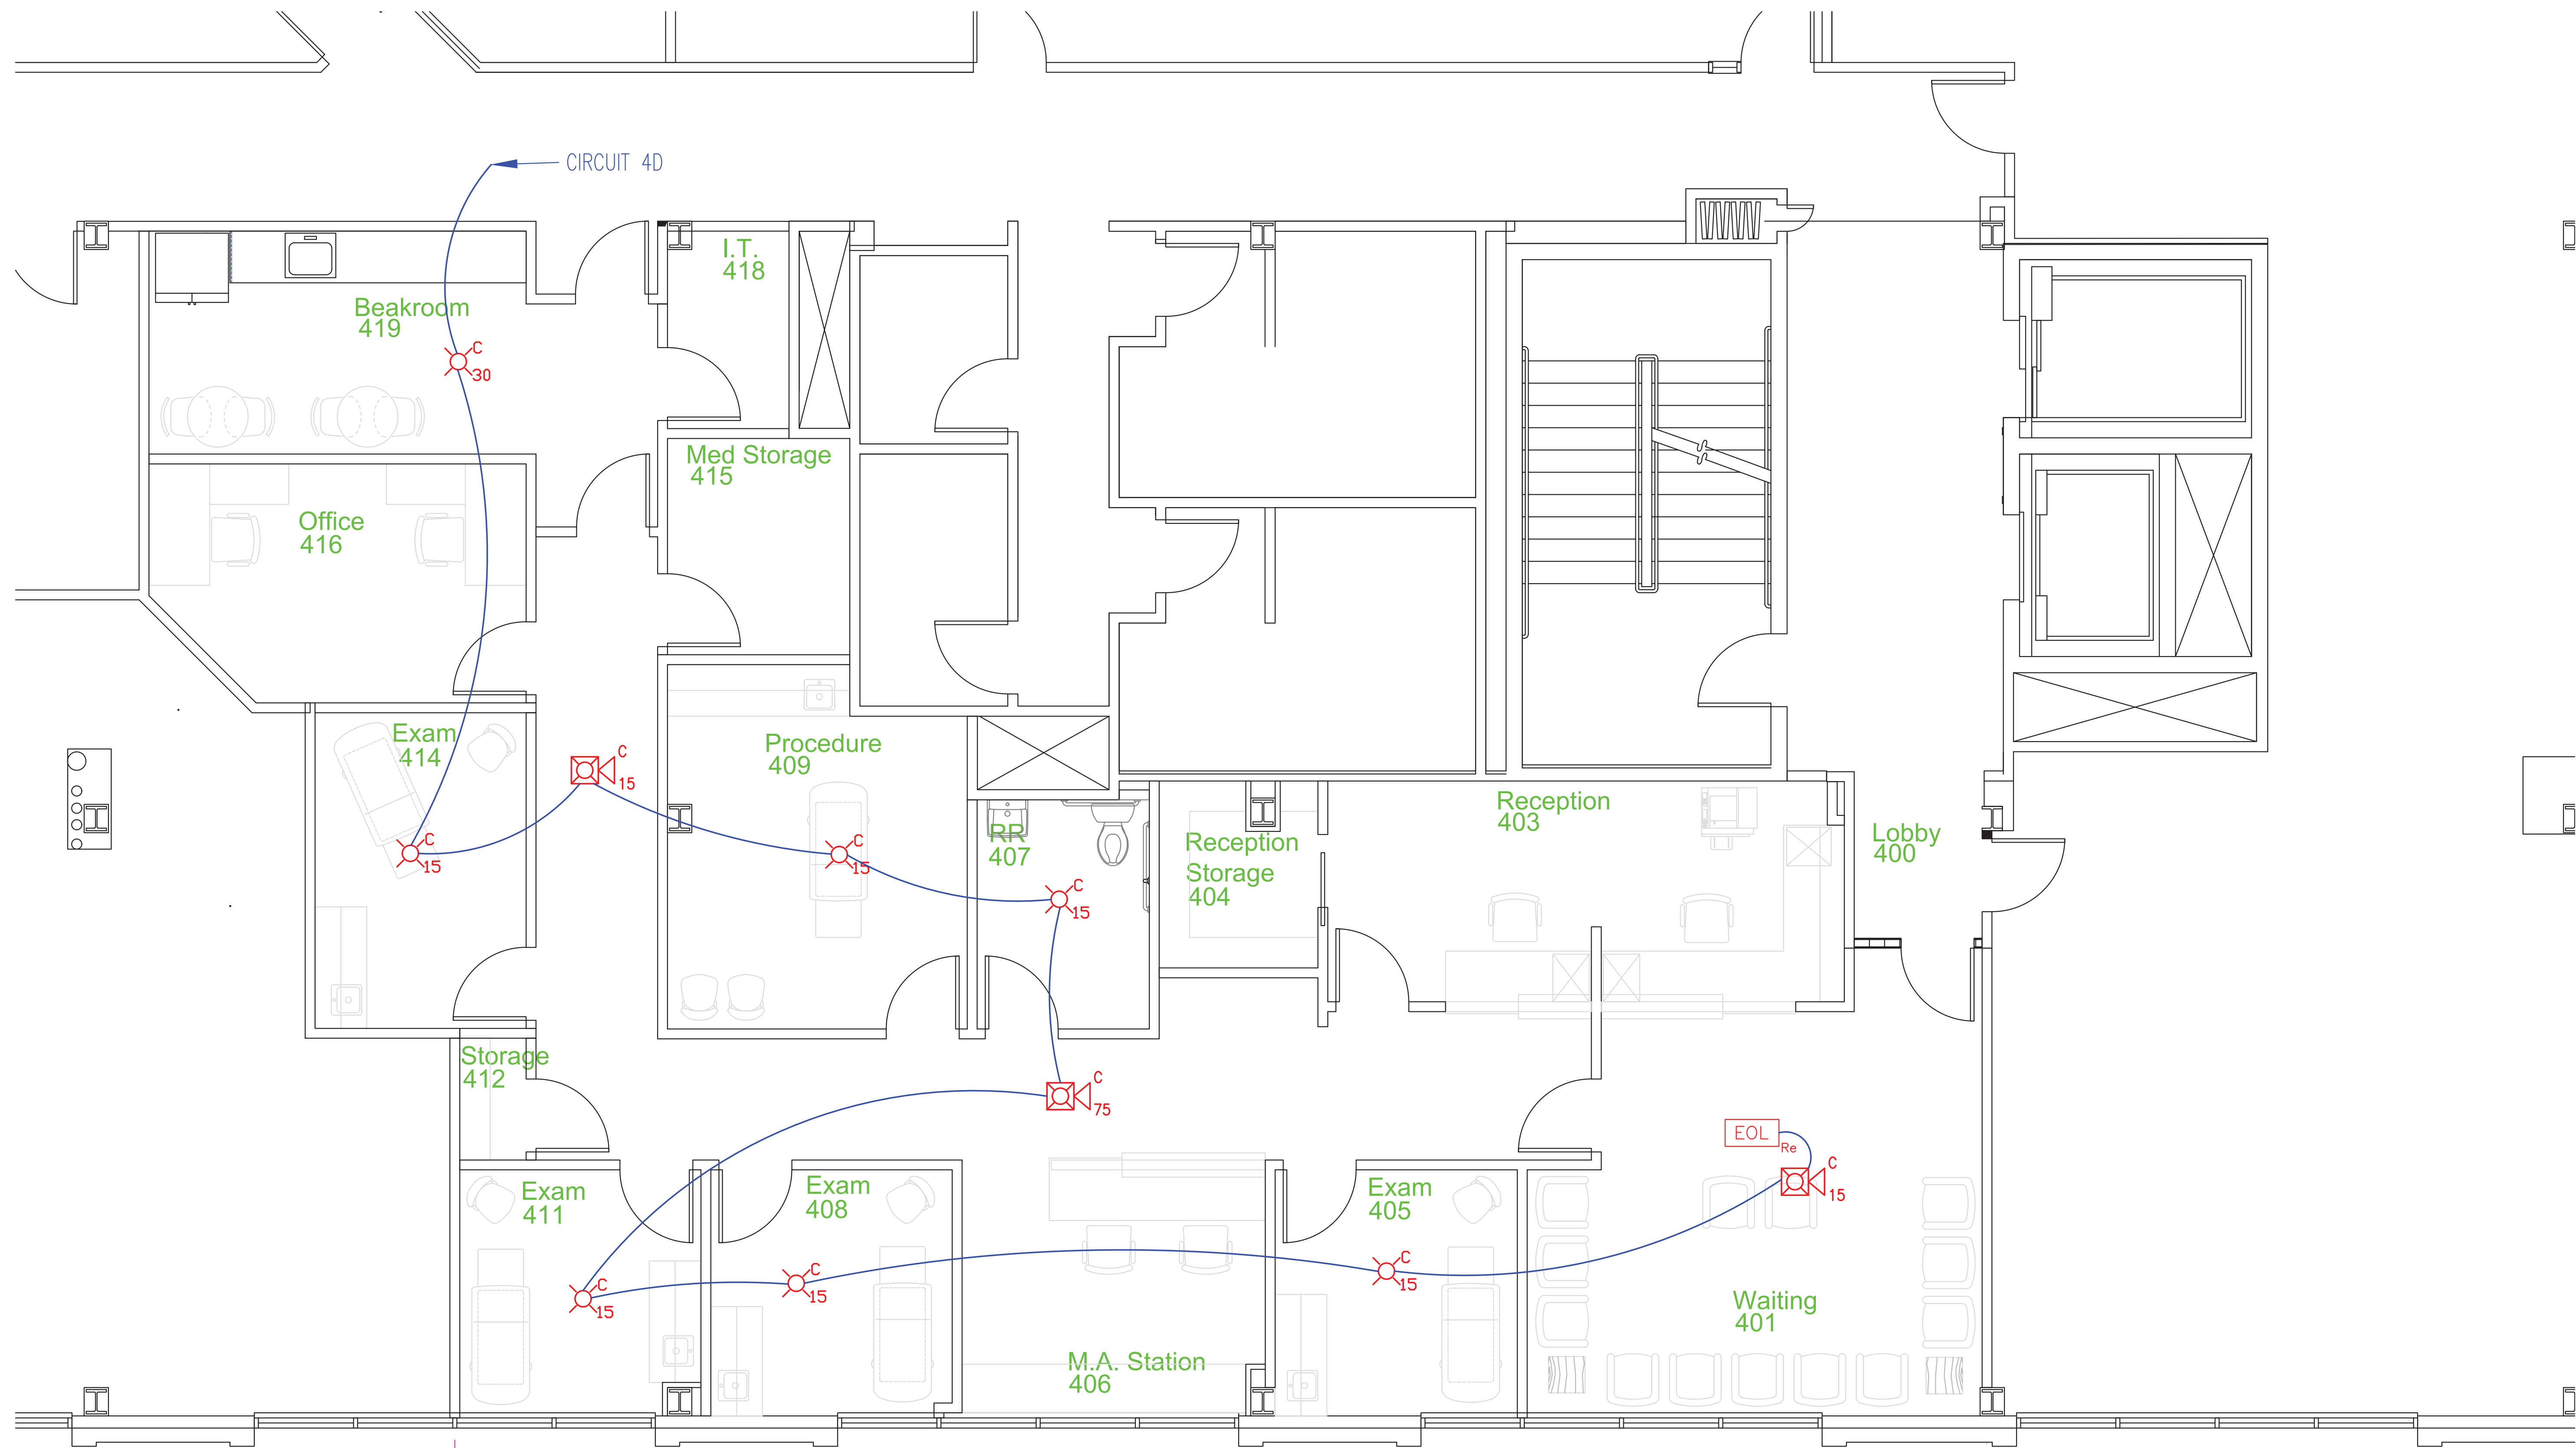 CIRCUIT 4D
I.T.
418
Beakroom
419
C
30
Med Storage
415
Office
416
Exam
414
C
15
C
15
Procedure
409
C
15
RR
407
C
15
Reception
Storage
404
Reception
403
Lobby
400
Storage
412
C
75
EOL
Re
C
15
Exam
411
C
15
Exam
408
C
15
Exam
405
C
15
Waiting
401
M.A. Station
406